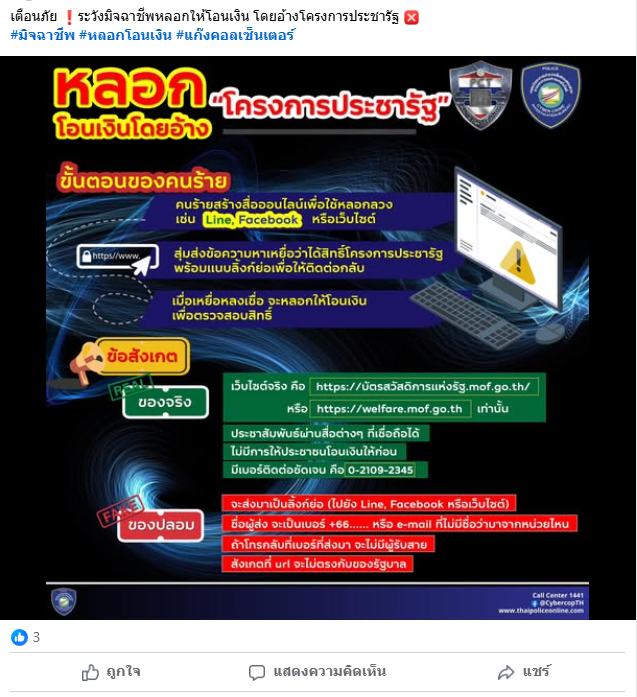 เตือนภัย ❗ระวังมิจฉาชีพหลอกให้โอนเงิน โดยอ้างโครงการประชารัฐ ❌
#มิจฉาชีพ #หลอกโอนเงิน #แก๊งคอลเซ็นเตอร์
หลอก
โอนเงินโดยอ้าง
"โครงการประชารัฐ"
PCT
POLICE
ขั้นตอนของคนร้าย
คนร้ายสร้างสื่อออนไลน์เพื่อใช้หลอกลวง
เช่น Line, Facebook หรือเว็บไซต์
https//www.
สุ่มส่งข้อความหาเหยื่อว่าได้สิทธิ์โครงการประชารัฐ
พร้อมแนบลิ้งก์ย่อเพื่อให้ติดต่อกลับ
เมื่อเหยื่อหลงเชื่อ จะหลอกให้โอนเงิน
เพื่อตรวจสอบสิทธิ์
ข้อสังเกต
REAL
ของจริง
เว็บไซต์จริง คือ https://บัตรสวัสดิการแห่งรัฐ.mof.go.th/
หรือ https://welfare.mof.go.th เท่านั้น
ประชาสัมพันธ์ผ่านสื่อต่างๆ ที่เชื่อถือได้
ไม่มีการให้ประชาชนโอนเงินให้ก่อน
มีเบอร์ติดต่อชัดเจน คือ 0-2109-2345
FAKE
ของปลอม
จะส่งมาเป็นลิ้งก์ย่อ (ไปยัง Line, Facebook หรือเว็บไซต์)
ชื่อผู้ส่ง จะเป็นเบอร์ +66...... หรือ e-mail ที่ไม่มีชื่อว่ามาจากหน่วยไหน
ถ้าโทรกลับที่เบอร์ที่ส่งมา จะไม่มีผู้รับสาย
สังเกตที่ url จะไม่ตรงกับของรัฐบาล
Call Center 1441
@CybercopTH
www.thaipoliceonline.com
3
ถูกใจ
แสดงความคิดเห็น
แชร์